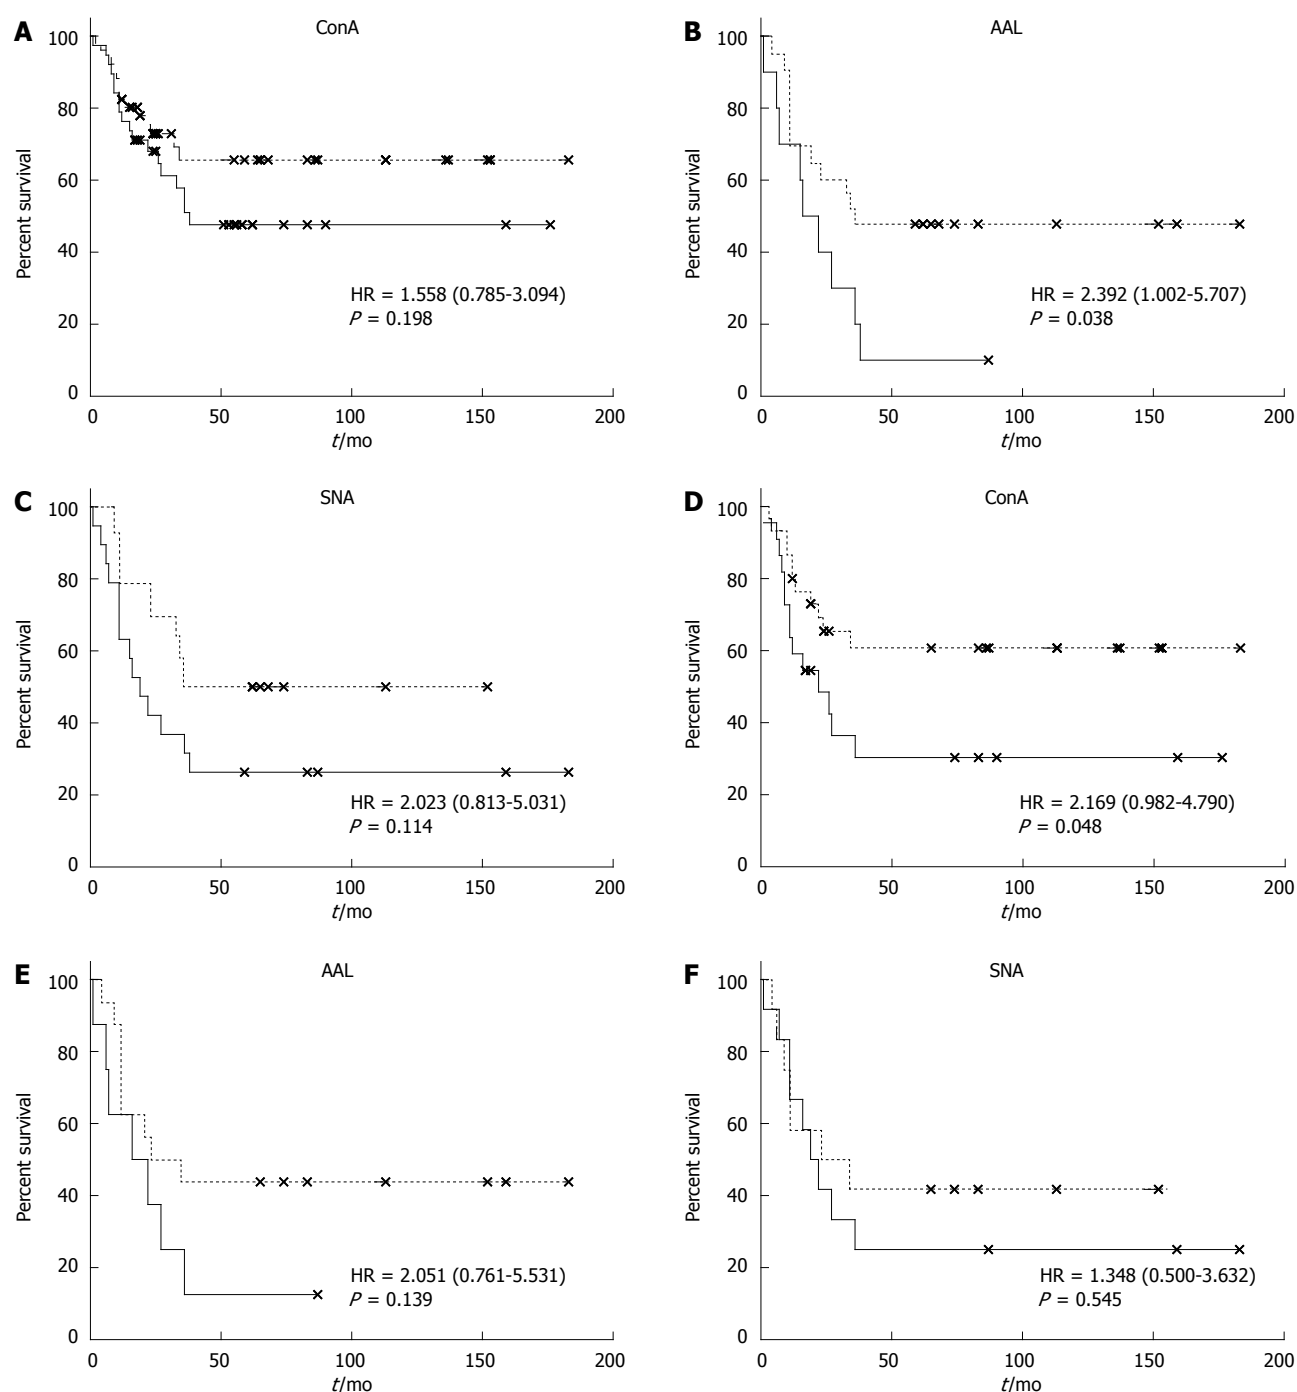 A
ConA
100
80
60
40
20
0
Percent survival
HR = 1.558 (0.785-3.094)
P = 0.198
0 50 100 150 200
t/mo
B
AAL
100
80
60
40
20
0
Percent survival
HR = 2.392 (1.002-5.707)
P = 0.038
0 50 100 150 200
t/mo
C
SNA
100
80
60
40
20
0
Percent survival
HR = 2.023 (0.813-5.031)
P = 0.114
0 50 100 150 200
t/mo
D
ConA
100
80
60
40
20
0
Percent survival
HR = 2.169 (0.982-4.790)
P = 0.048
0 50 100 150 200
t/mo
E
AAL
100
80
60
40
20
0
Percent survival
HR = 2.051 (0.761-5.531)
P = 0.139
0 50 100 150 200
t/mo
F
SNA
100
80
60
40
20
0
Percent survival
HR = 1.348 (0.500-3.632)
P = 0.545
0 50 100 150 200
t/mo